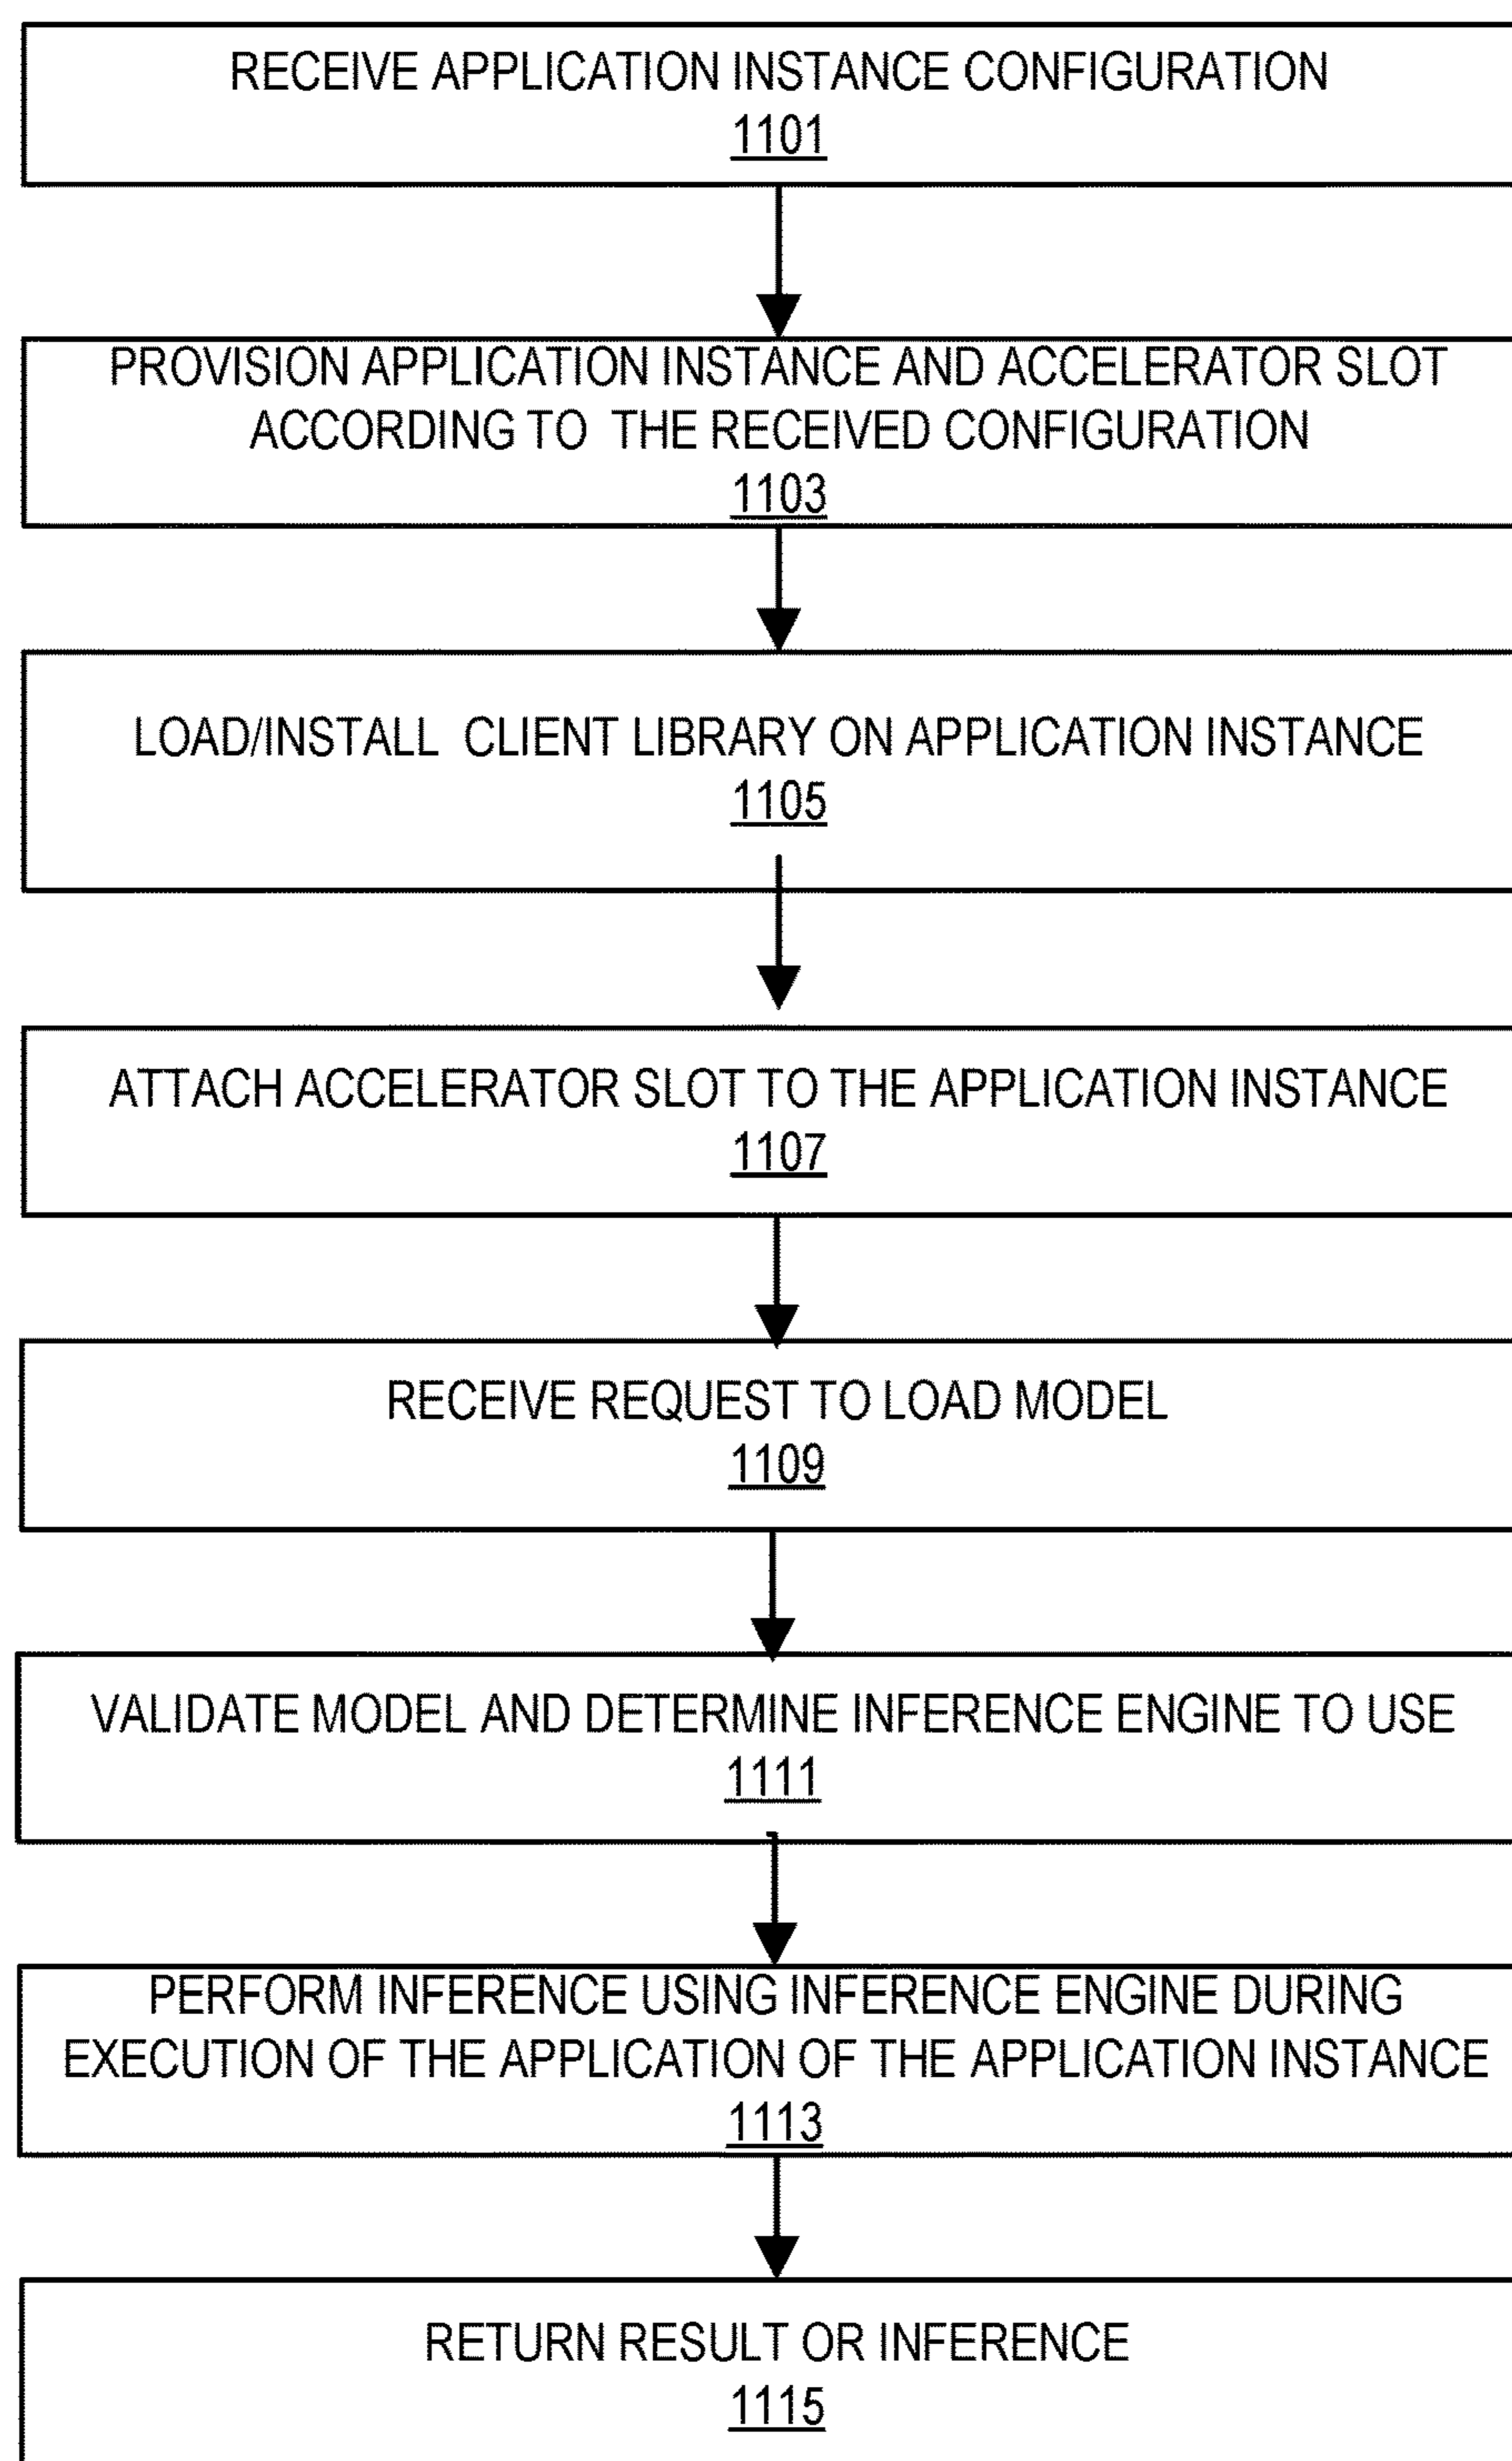 RECEIVE APPLICATION INSTANCE CONFIGURATION
1101
PROVISION APPLICATION INSTANCE AND ACCELERATOR SLOT
ACCORDING TO THE RECEIVED CONFIGURATION
1103
LOAD/INSTALL CLIENT LIBRARY ON APPLICATION INSTANCE
1105
ATTACH ACCELERATOR SLOT TO THE APPLICATION INSTANCE
1107
RECEIVE REQUEST TO LOAD MODEL
1109
VALIDATE MODEL AND DETERMINE INFERENCE ENGINE TO USE
1111
PERFORM INFERENCE USING INFERENCE ENGINE DURING
EXECUTION OF THE APPLICATION OF THE APPLICATION INSTANCE
1113
RETURN RESULT OR INFERENCE
1115